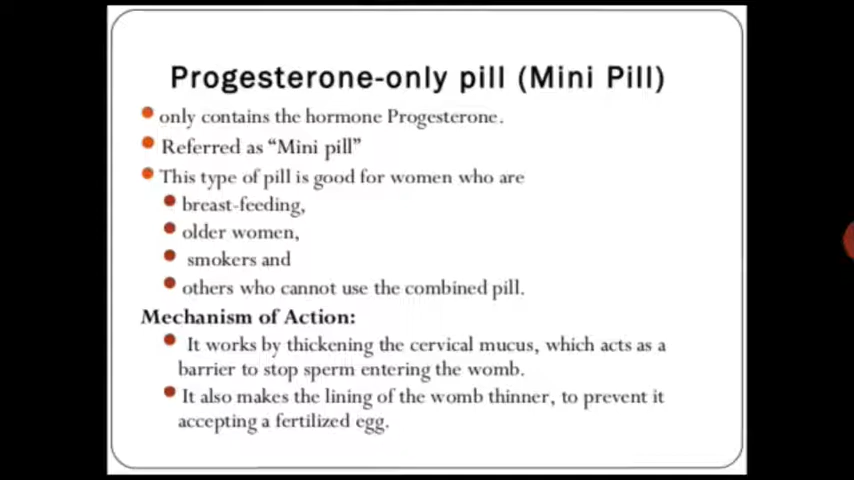 Progesterone-only pill (Mini Pill)
only contains the hormone Progesterone.
Referred as “Mini pill”
This type of pill is good for women who are
breast-feeding,
older women,
smokers and
others who cannot use the combined pill.
Mechanism of Action:
It works by thickening the cervical mucus, which acts as a
barrier to stop sperm entering the womb.
It also makes the lining of the womb thinner, to prevent it
accepting a fertilized egg.